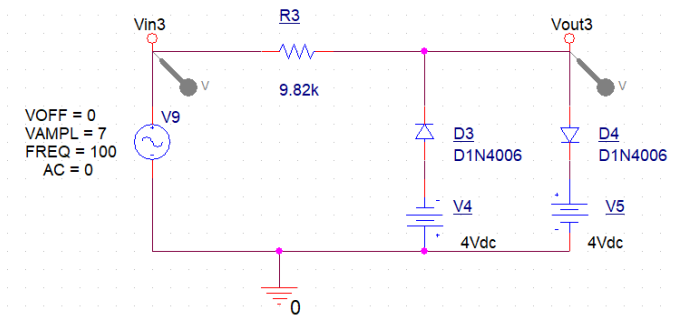 R3
Vin3
Vout3
9.82k
V
V
V9
VOFF = 0
VAMPL = 7
FREQ = 100
AC = 0
D3
D1N4006
D4
D1N4006
V4
4Vdc
V5
4Vdc
0